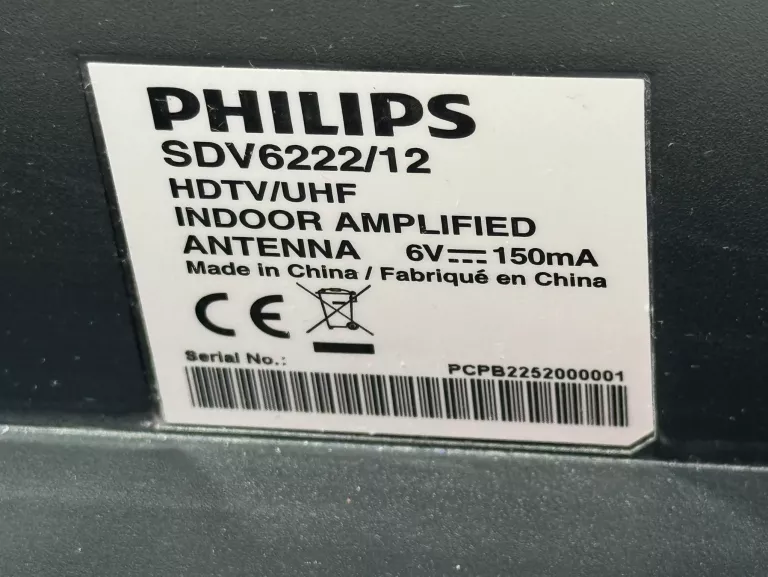 PHILIPS
SDV6222/12
HDTV/UHF
INDOOR AMPLIFIED
ANTENNA 6V⎓150mA
Made in China / Fabriqué en China
CE
Serial No.:
PCPB2252000001